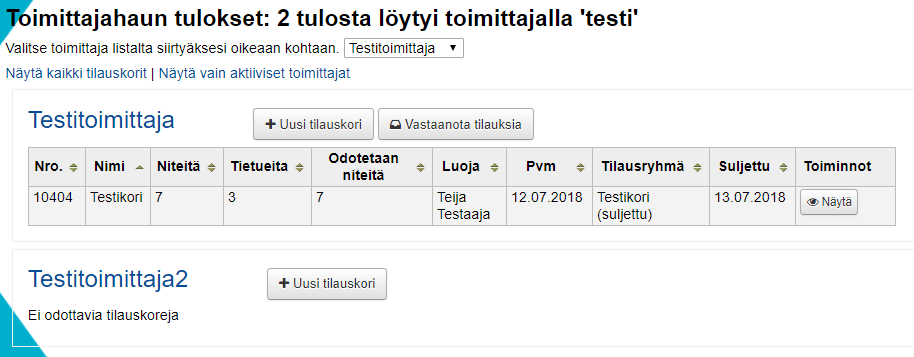 Toimittajahaun tulokset: 2 tulosta löytyi toimittajalla 'testi'
Valitse toimittaja listalta siirtyäksesi oikeaan kohtaan. Testitoimittaja
Näytä kaikki tilauskorit | Näytä vain aktiiviset toimittajat
Testitoimittaja Uusi tilauskori Vastaanota tilauksia
Nro. Nimi Niteitä Tietueita Odotetaan niteitä Luoja Pvm Tilausryhmä Suljettu Toiminnot
10404 Testikori 7 3 7 Teija Testaaja 12.07.2018 Testikori (suljettu) 13.07.2018 Näytä
Testitoimittaja2 Uusi tilauskori
Ei odottavia tilauskoreja